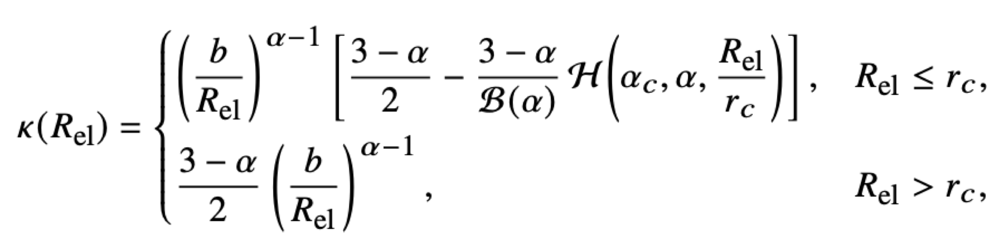 κ(R_el) = { (b/R_el)^{α−1} [ (3 − α)/2 − (3 − α)/ℬ(α) ℋ(α_c, α, R_el/r_c) ] , R_el ≤ r_c,
(3 − α)/2 (b/R_el)^{α−1} , R_el > r_c,